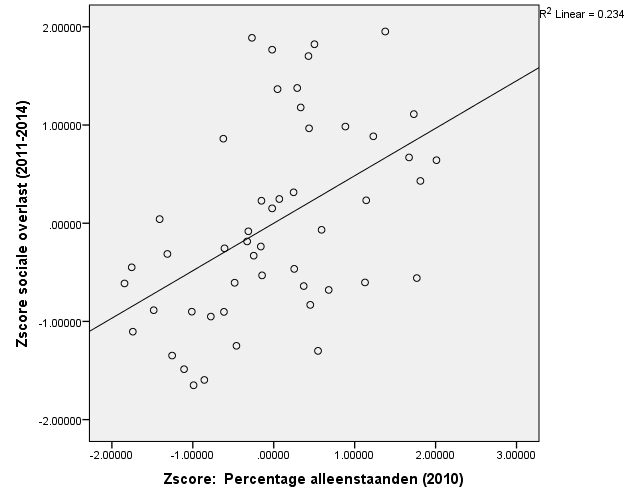 R² Linear = 0.234
2.00000
1.00000
.00000
-1.00000
-2.00000
Zscore sociale overlast (2011-2014)
-2.00000 -1.00000 .00000 1.00000 2.00000 3.00000
Zscore: Percentage alleenstaanden (2010)